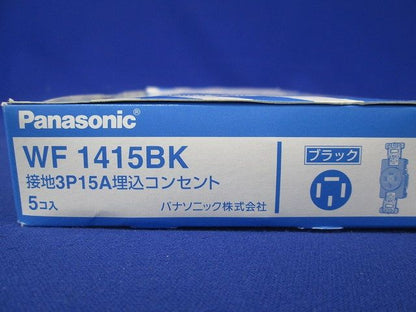 Panasonic
WF 1415BK
接地3P15A埋込コンセント
5コ入
ブラック
パナソニック株式会社